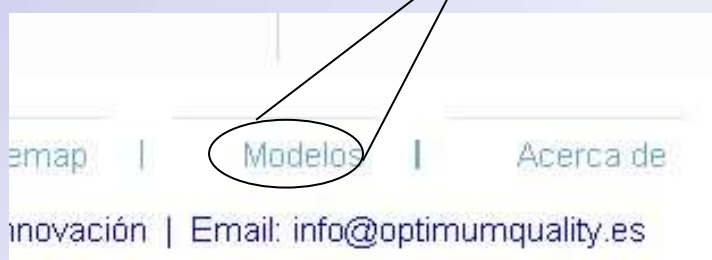 emap | Modelos | Acerca de
nnovación | Email: info@optimumquality.es